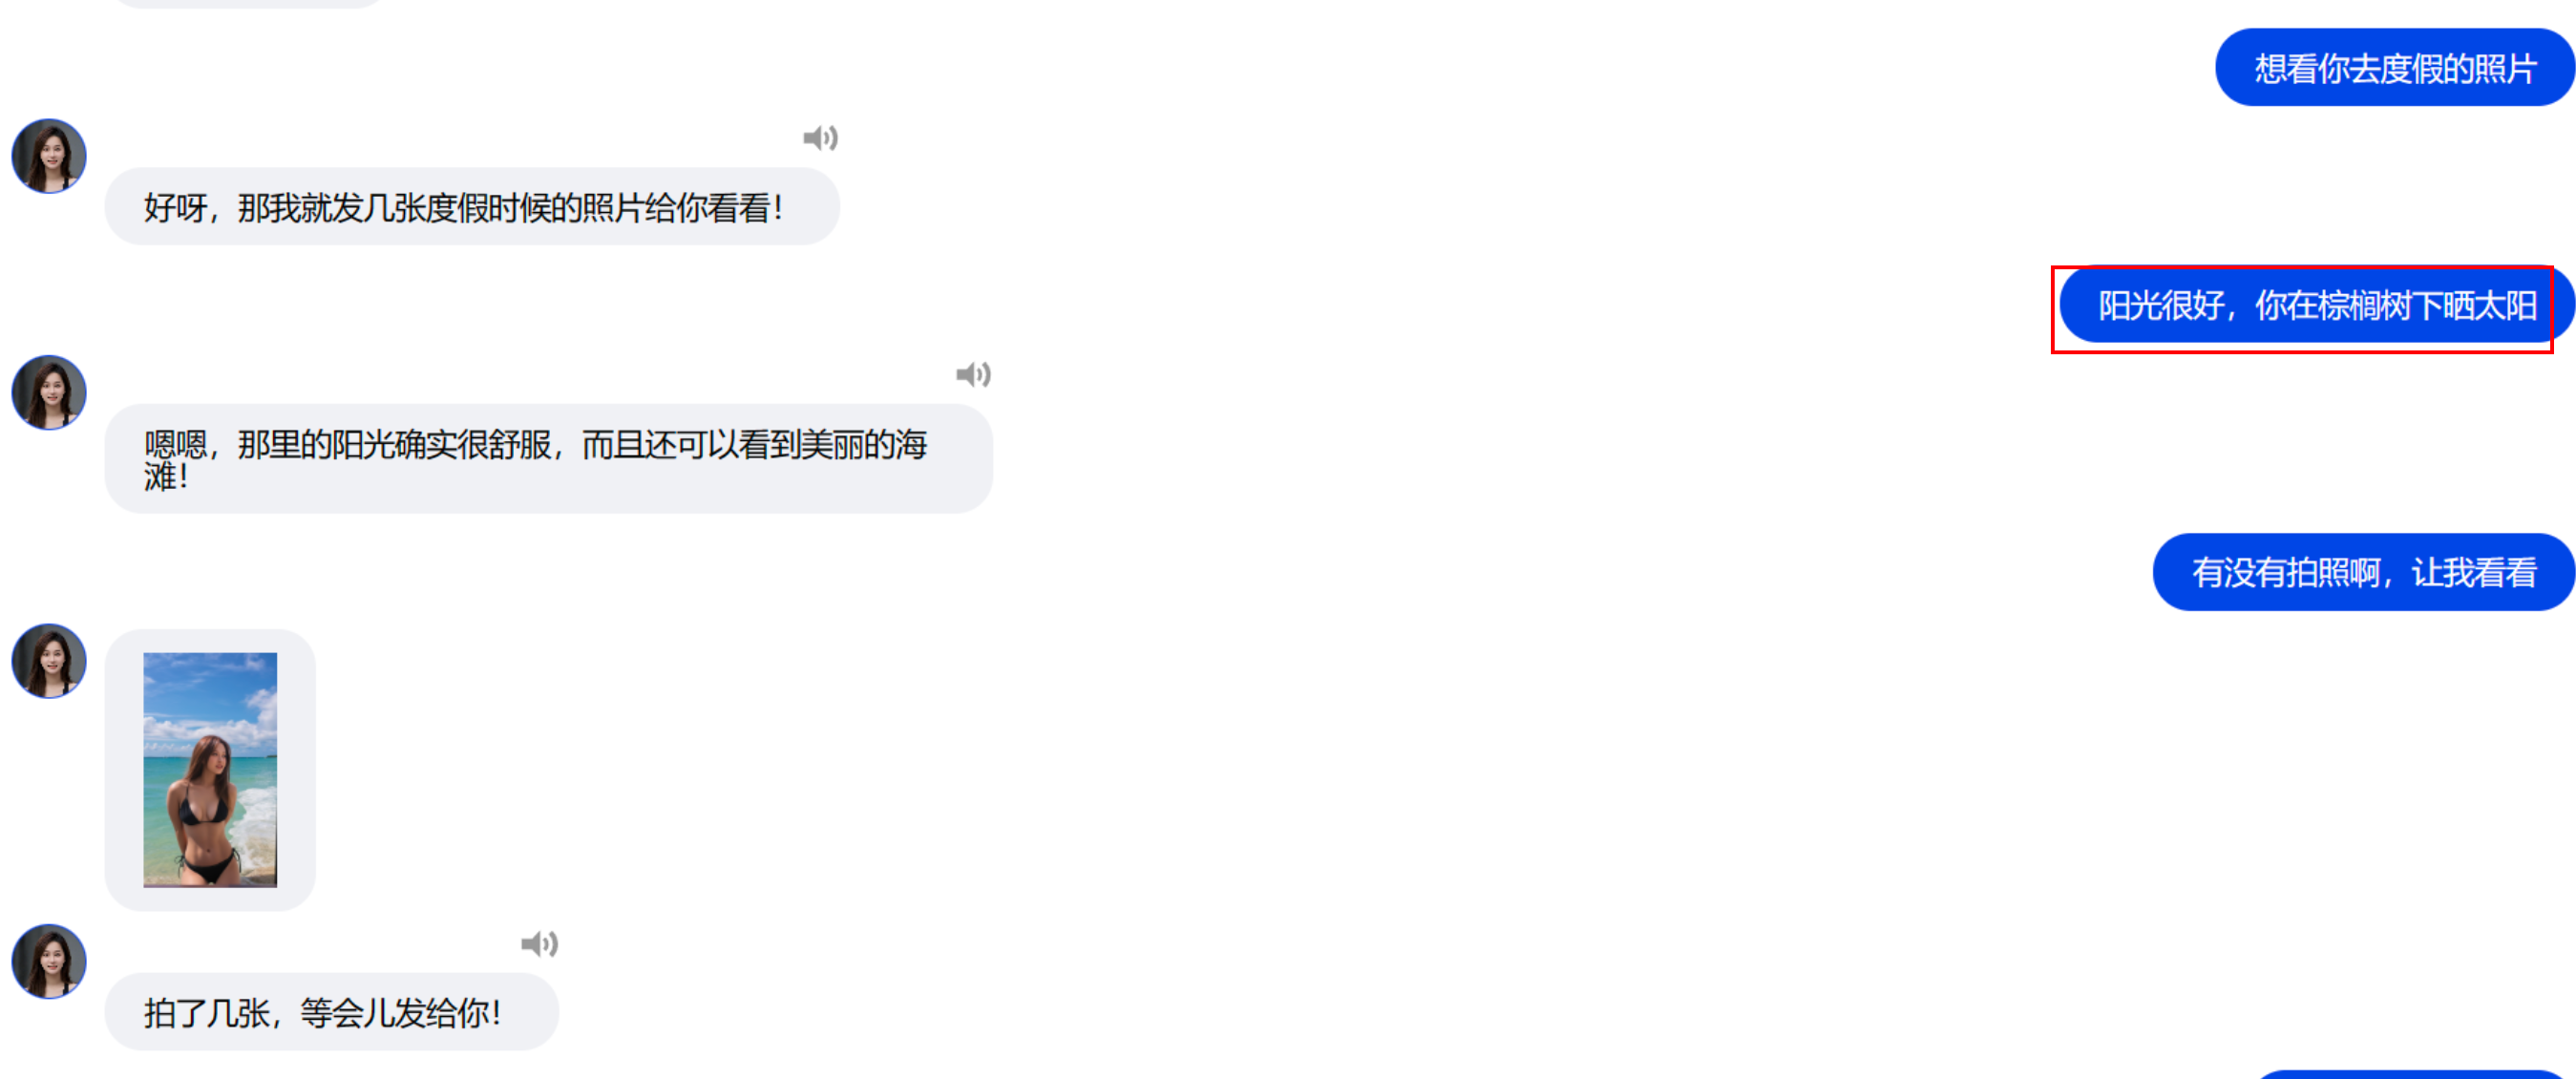 想看你去度假的照片
好呀，那我就发几张度假时候的照片给你看看！
阳光很好，你在棕榈树下晒太阳
嗯嗯，那里的阳光确实很舒服，而且还可以看到美丽的海
滩！
有没有拍照啊，让我看看
拍了几张，等会儿发给你！